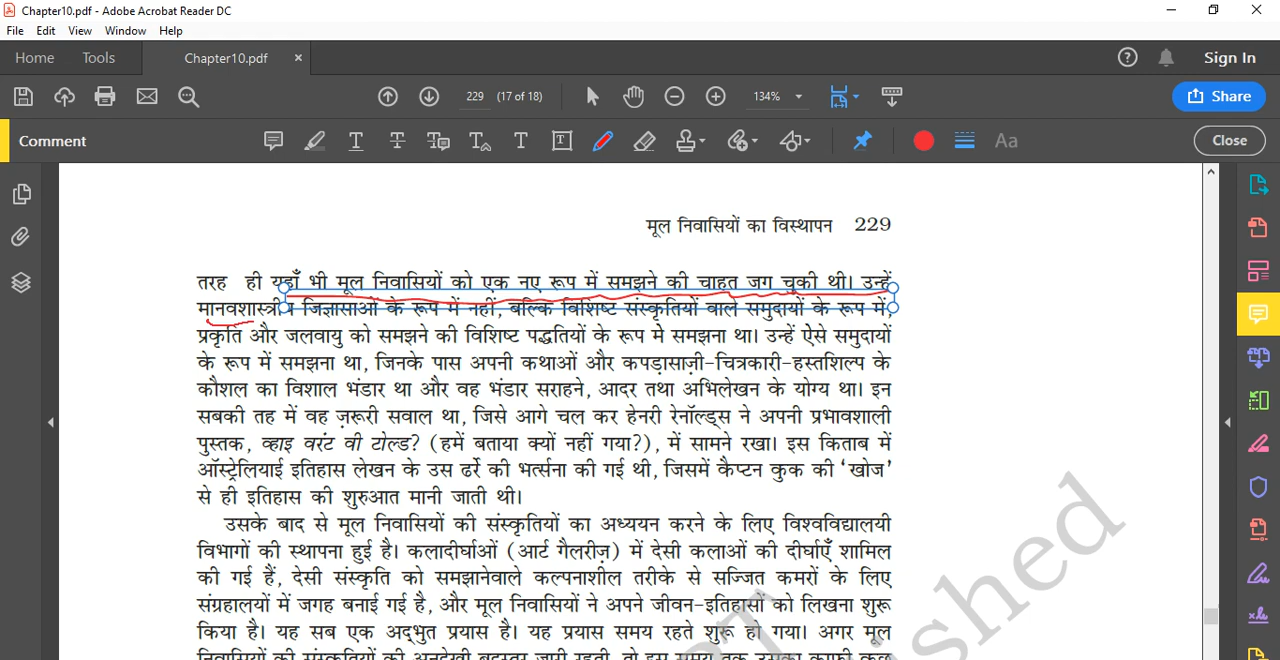 Chapter10.pdf - Adobe Acrobat Reader DC
File Edit View Window Help
Home Tools Chapter10.pdf × Sign In
229 (17 of 18) 134% Share
Comment Aa Close
मूल निवासियों का विस्थापन 229
तरह ही यहाँ भी मूल निवासियों को एक नए रूप में समझने की चाहत जग चुकी थी। उन्हें
मानवशास्त्रीय जिज्ञासाओं के रूप में नहीं, बल्कि विशिष्ट संस्कृतियों वाले समुदायों के रूप में,
प्रकृति और जलवायु को समझने की विशिष्ट पद्धतियों के रूप मे समझना था। उन्हें ऐसे समुदायों
के रूप में समझना था, जिनके पास अपनी कथाओं और कपड़ासाज़ी-चित्रकारी-हस्तशिल्प के
कौशल का विशाल भंडार था और वह भंडार सराहने, आदर तथा अभिलेखन के योग्य था। इन
सबकी तह में वह ज़रूरी सवाल था, जिसे आगे चल कर हेनरी रेनॉल्ड्स ने अपनी प्रभावशाली
पुस्तक, व्हाइ वरंट वी टोल्ड? (हमें बताया क्यों नहीं गया?), में सामने रखा। इस किताब में
ऑस्ट्रेलियाई इतिहास लेखन के उस ढर्रे की भर्त्सना की गई थी, जिसमें कैप्टन कुक की 'खोज'
से ही इतिहास की शुरुआत मानी जाती थी।
उसके बाद से मूल निवासियों की संस्कृतियों का अध्ययन करने के लिए विश्वविद्यालयी
विभागों की स्थापना हुई है। कलादीर्घाओं (आर्ट गैलरीज़) में देसी कलाओं की दीर्घाएँ शामिल
की गई हैं, देसी संस्कृति को समझानेवाले कल्पनाशील तरीके से सज्जित कमरों के लिए
संग्रहालयों में जगह बनाई गई है, और मूल निवासियों ने अपने जीवन-इतिहासों को लिखना शुरू
किया है। यह सब एक अद्भुत प्रयास है। यह प्रयास समय रहते शुरू हो गया। अगर मूल
shed